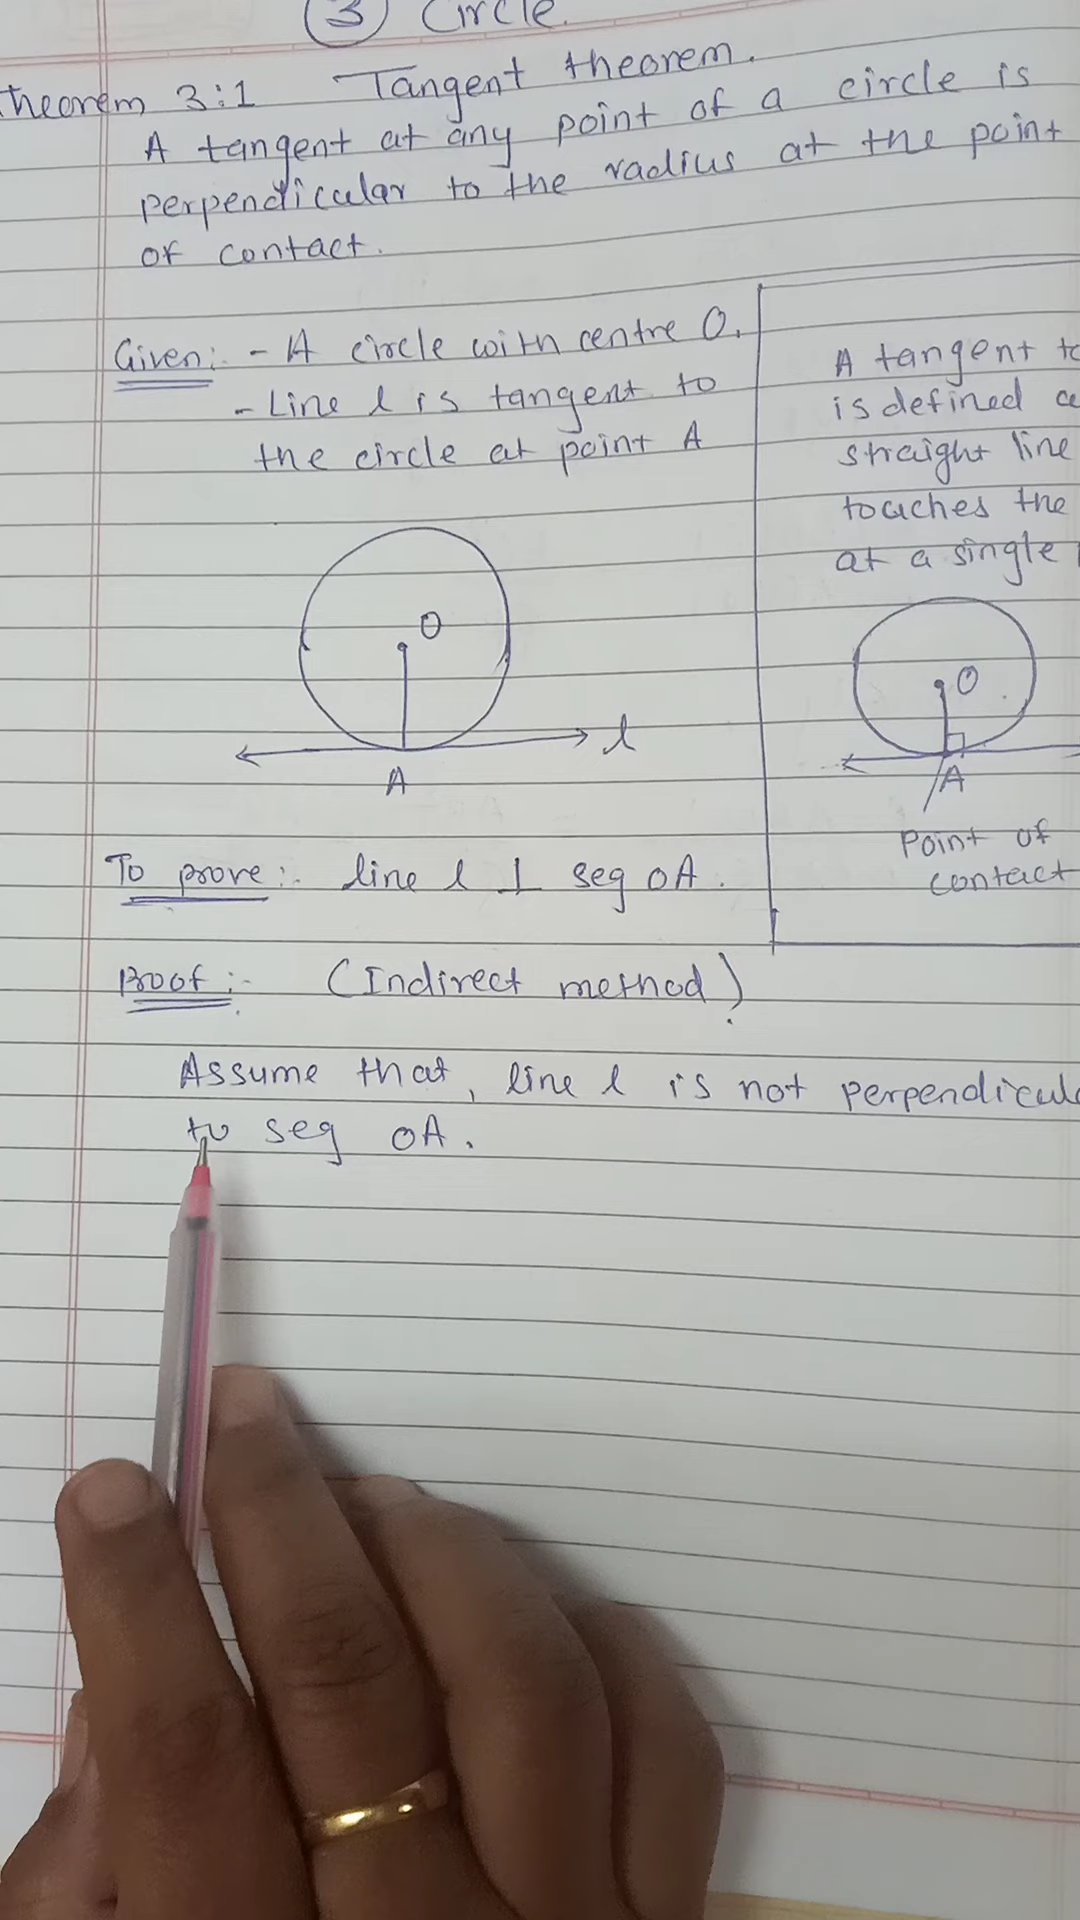 3 Circle.
Theorem 3:1 Tangent theorem.
A tangent at any point of a circle is
perpendicular to the radius at the point
of contact.
Given:- - A circle with centre O.
- Line l is tangent to
the circle at point A
O
l
A
A tangent to
is defined
straight line
touches the
at a single
O
A
Point of
contact
To prove:- line l ⊥ seg OA.
Proof:- (Indirect method)
Assume that, line l is not perpendicul
to seg OA.